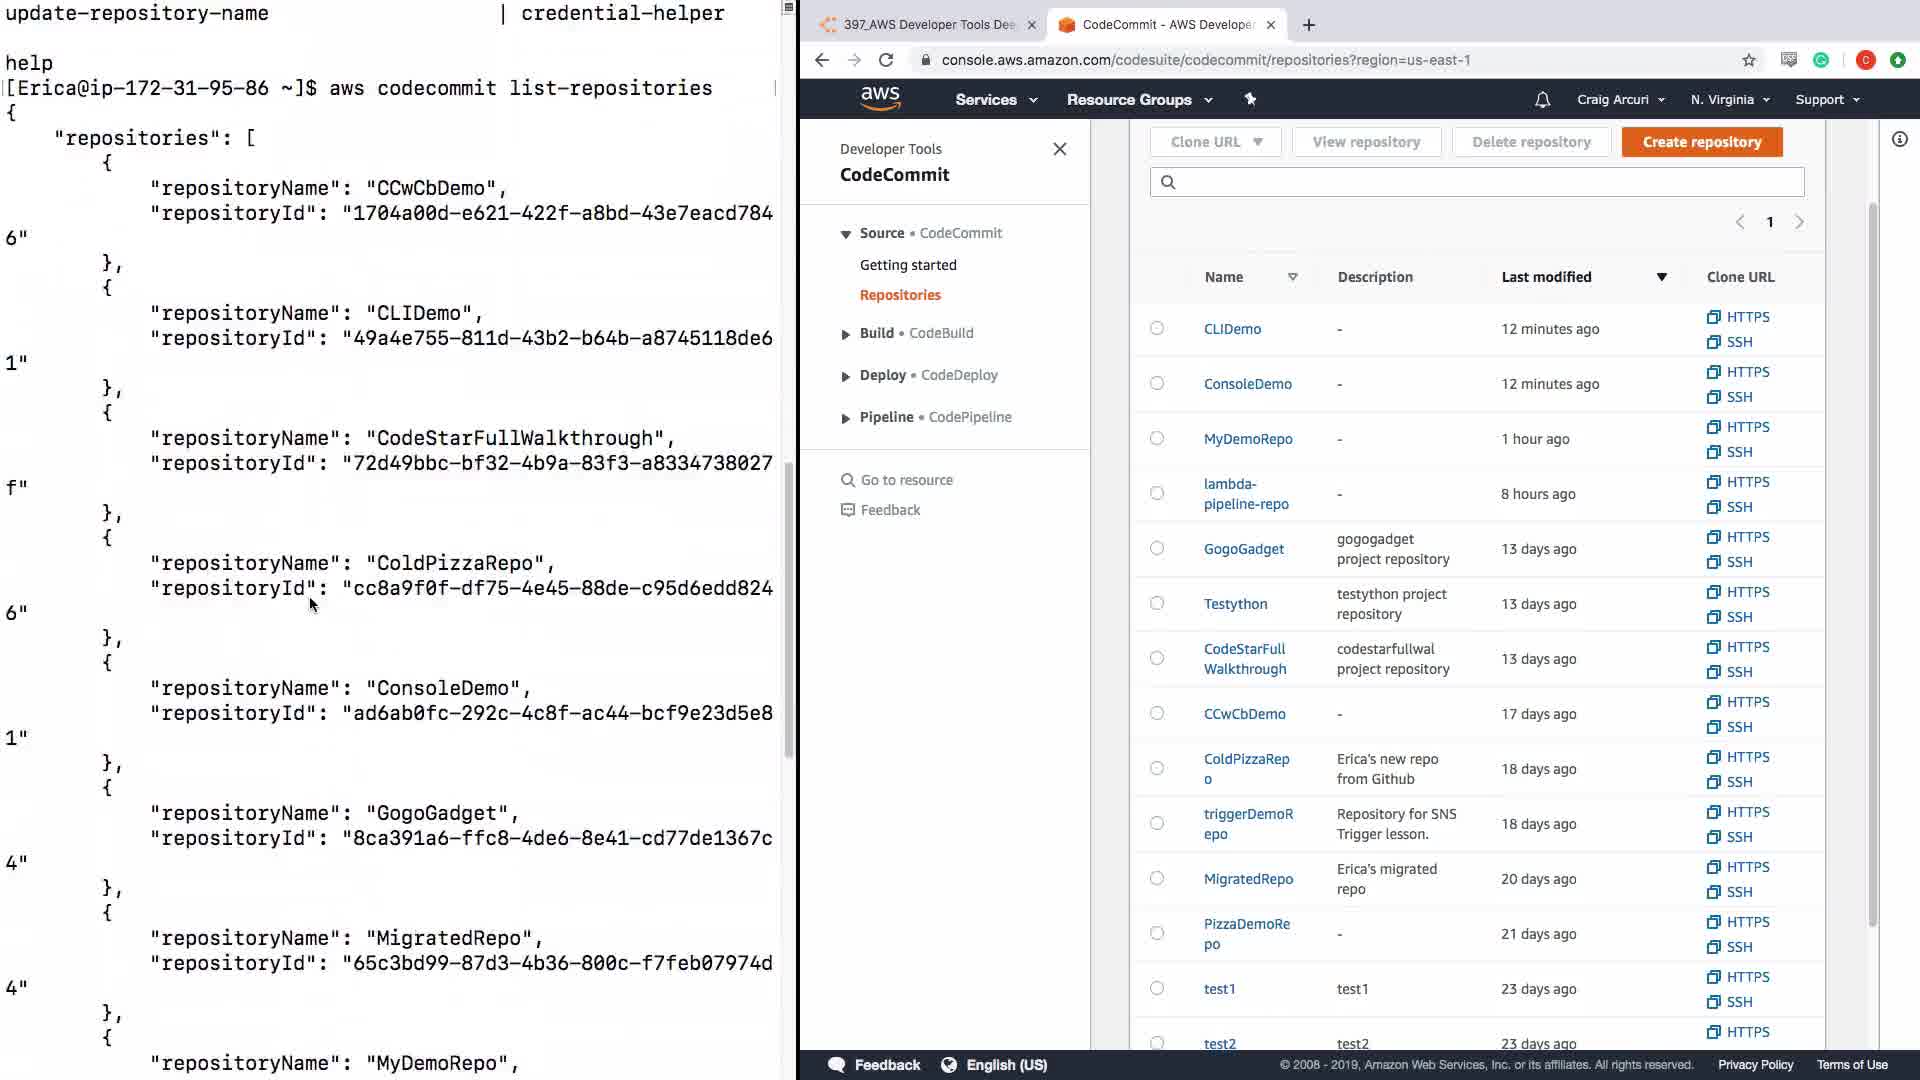 update-repository-name                   | credential-helper
help
[Erica@ip-172-31-95-86 ~]$ aws codecommit list-repositories
{
    "repositories": [
        {
            "repositoryName": "CCwCbDemo",
            "repositoryId": "1704a00d-e621-422f-a8bd-43e7eacd784
6"
        },
        {
            "repositoryName": "CLIDemo",
            "repositoryId": "49a4e755-811d-43b2-b64b-a8745118de6
1"
        },
        {
            "repositoryName": "CodeStarFullWalkthrough",
            "repositoryId": "72d49bbc-bf32-4b9a-83f3-a8334738027
f"
        },
        {
            "repositoryName": "ColdPizzaRepo",
            "repositoryId": "cc8a9f0f-df75-4e45-88de-c95d6edd824
6"
        },
        {
            "repositoryName": "ConsoleDemo",
            "repositoryId": "ad6ab0fc-292c-4c8f-ac44-bcf9e23d5e8
1"
        },
        {
            "repositoryName": "GogoGadget",
            "repositoryId": "8ca391a6-ffc8-4de6-8e41-cd77de1367c
4"
        },
        {
            "repositoryName": "MigratedRepo",
            "repositoryId": "65c3bd99-87d3-4b36-800c-f7feb07974d
4"
        },
        {
            "repositoryName": "MyDemoRepo",
397_AWS Developer Tools Dee
CodeCommit - AWS Developer
console.aws.amazon.com/codesuite/codecommit/repositories?region=us-east-1
C
aws Services Resource Groups Craig Arcuri N. Virginia Support
Developer Tools
CodeCommit
Source • CodeCommit
Getting started
Repositories
Build • CodeBuild
Deploy • CodeDeploy
Pipeline • CodePipeline
Go to resource
Feedback
Clone URL View repository Delete repository Create repository
1
Name Description Last modified Clone URL
CLIDemo - 12 minutes ago HTTPS
SSH
ConsoleDemo - 12 minutes ago HTTPS
SSH
MyDemoRepo - 1 hour ago HTTPS
SSH
lambda-
pipeline-repo - 8 hours ago HTTPS
SSH
GogoGadget gogogadget
project repository 13 days ago HTTPS
SSH
Testython testython project
repository 13 days ago HTTPS
SSH
CodeStarFull
Walkthrough codestarfullwal
project repository 13 days ago HTTPS
SSH
CCwCbDemo - 17 days ago HTTPS
SSH
ColdPizzaRep
o Erica's new repo
from Github 18 days ago HTTPS
SSH
triggerDemoR
epo Repository for SNS
Trigger lesson. 18 days ago HTTPS
SSH
MigratedRepo Erica's migrated
repo 20 days ago HTTPS
SSH
PizzaDemoRe
po - 21 days ago HTTPS
SSH
test1 test1 23 days ago HTTPS
SSH
test2 test2 23 days ago HTTPS
Feedback English (US) © 2008 - 2019, Amazon Web Services, Inc. or its affiliates. All rights reserved. Privacy Policy Terms of Use